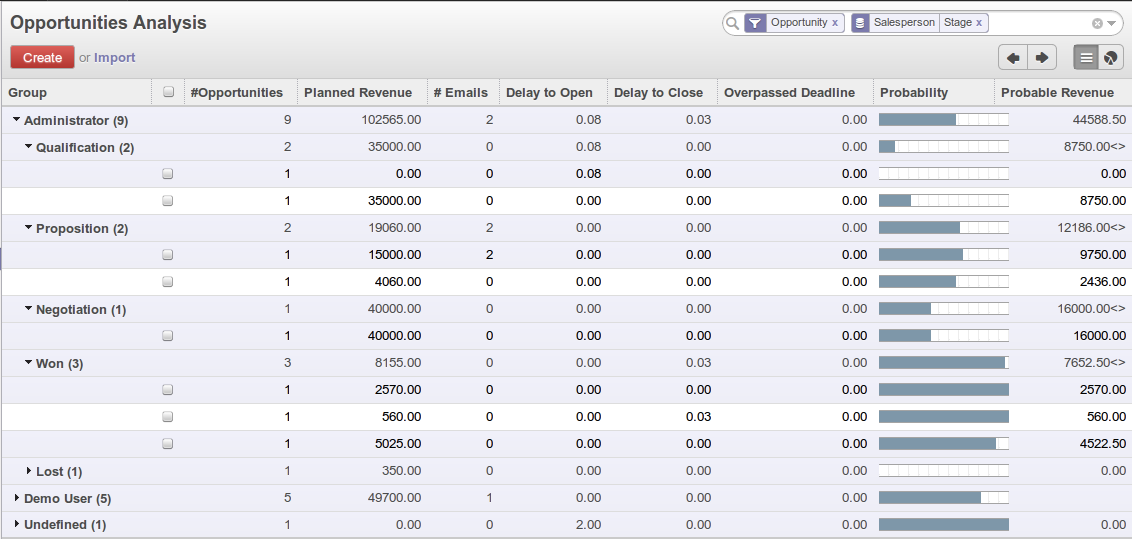 Opportunities Analysis
Opportunity x Salesperson Stage x
Create or Import
Group #Opportunities Planned Revenue # Emails Delay to Open Delay to Close Overpassed Deadline Probability Probable Revenue
Administrator (9) 9 102565.00 2 0.08 0.03 0.00 44588.50
Qualification (2) 2 35000.00 0 0.08 0.00 0.00 8750.00<>
1 0.00 0 0.08 0.00 0.00 0.00
1 35000.00 0 0.00 0.00 0.00 8750.00
Proposition (2) 2 19060.00 2 0.00 0.00 0.00 12186.00<>
1 15000.00 2 0.00 0.00 0.00 9750.00
1 4060.00 0 0.00 0.00 0.00 2436.00
Negotiation (1) 1 40000.00 0 0.00 0.00 0.00 16000.00<>
1 40000.00 0 0.00 0.00 0.00 16000.00
Won (3) 3 8155.00 0 0.00 0.03 0.00 7652.50<>
1 2570.00 0 0.00 0.00 0.00 2570.00
1 560.00 0 0.00 0.03 0.00 560.00
1 5025.00 0 0.00 0.00 0.00 4522.50
Lost (1) 1 350.00 0 0.00 0.00 0.00 0.00
Demo User (5) 5 49700.00 1 0.00 0.00 0.00
Undefined (1) 1 0.00 0 2.00 0.00 0.00 0.00